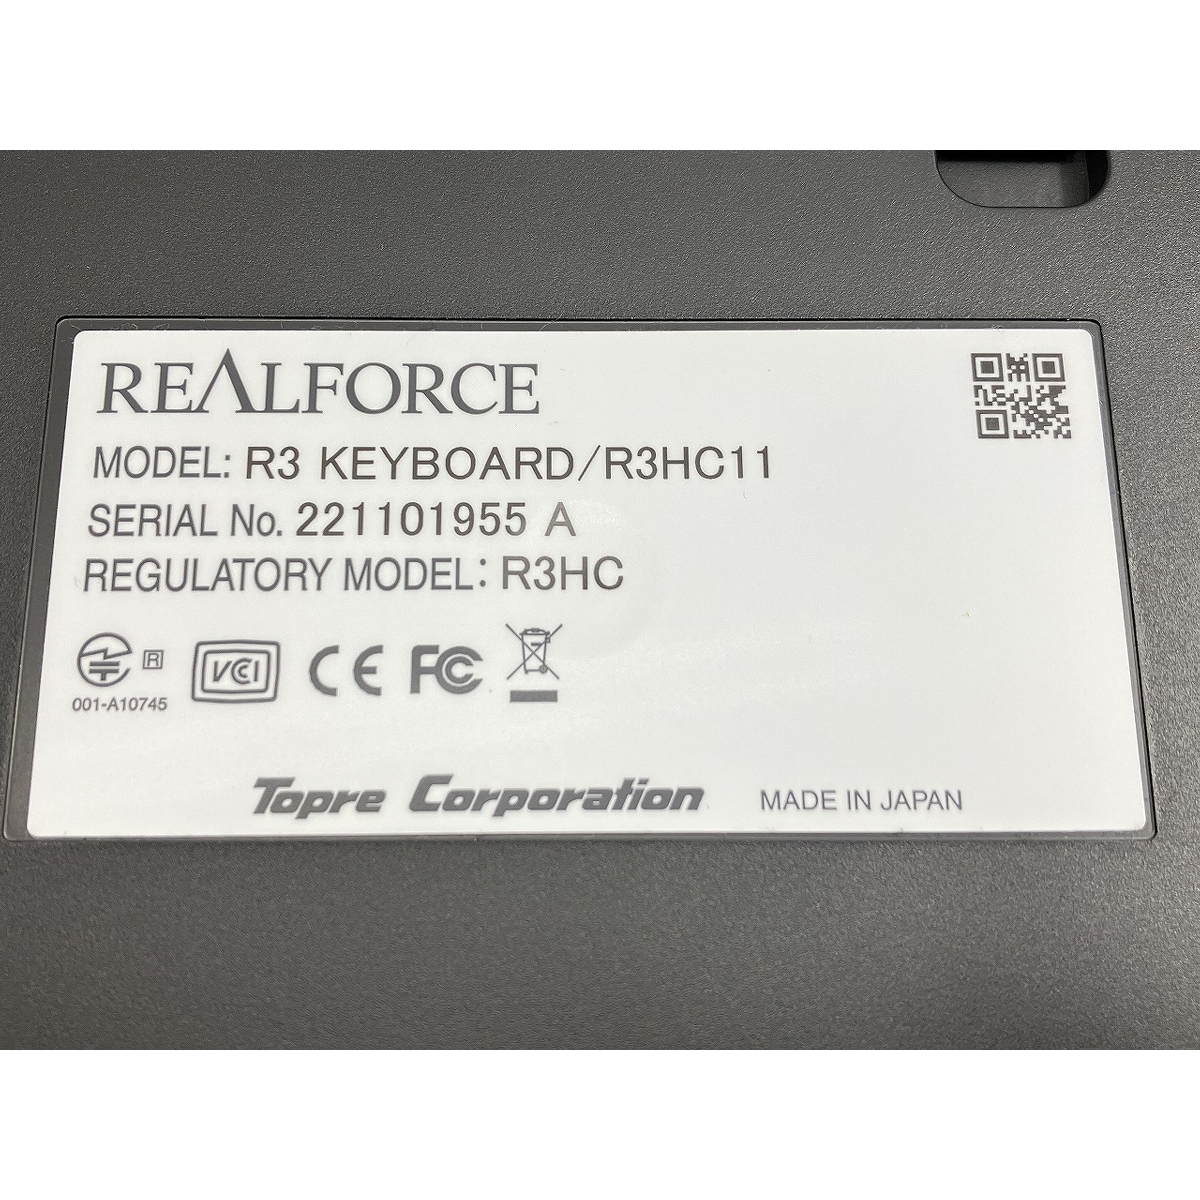 REALFORCE
MODEL: R3 KEYBOARD/R3HC11
SERIAL No. 221101955 A
REGULATORY MODEL: R3HC
R VCI CE FC
001-A10745
Topre Corporation MADE IN JAPAN